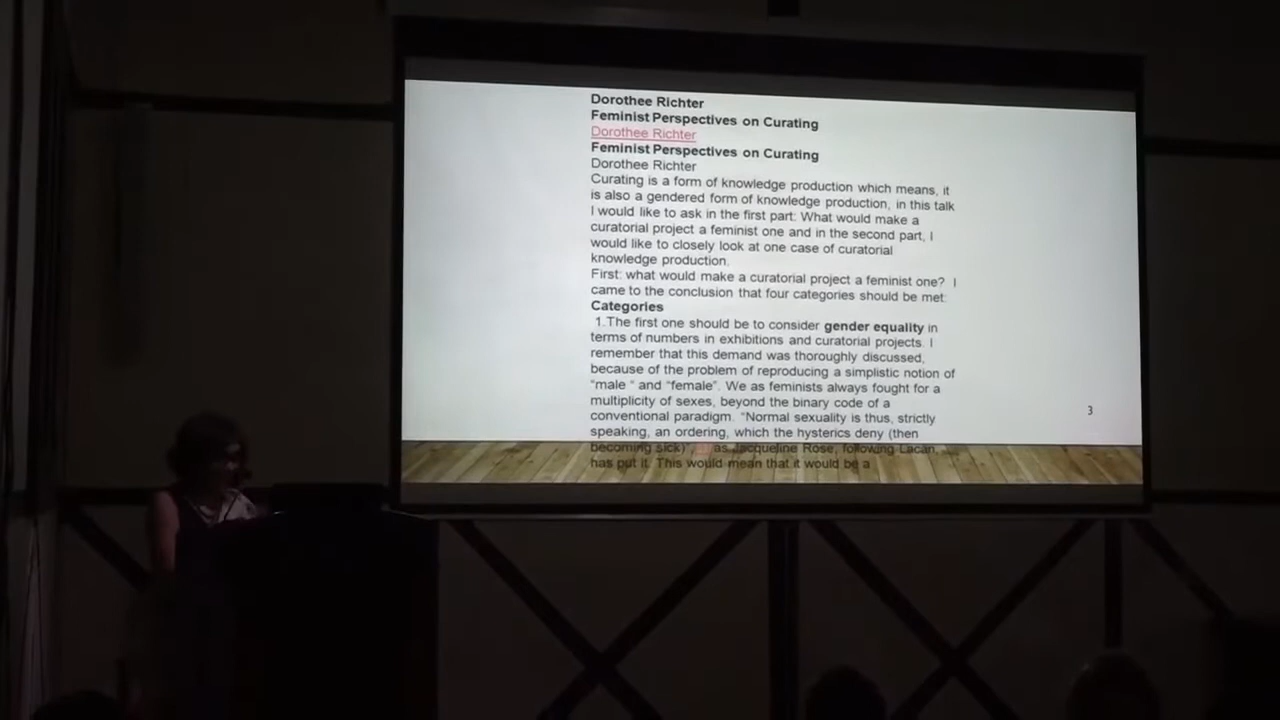 Dorothee Richter
Feminist Perspectives on Curating
Dorothee Richter
Feminist Perspectives on Curating
Dorothee Richter
Curating is a form of knowledge production which means, it
is also a gendered form of knowledge production, in this talk
I would like to ask in the first part: What would make a
curatorial project a feminist one and in the second part, I
would like to closely look at one case of curatorial
knowledge production.
First: what would make a curatorial project a feminist one? I
came to the conclusion that four categories should be met:
Categories
1.The first one should be to consider gender equality in
terms of numbers in exhibitions and curatorial projects. I
remember that this demand was thoroughly discussed,
because of the problem of reproducing a simplistic notion of
“male “ and “female”. We as feminists always fought for a
multiplicity of sexes, beyond the binary code of a
conventional paradigm. “Normal sexuality is thus, strictly
speaking, an ordering, which the hysterics deny (then
becoming sick)”, as Jacqueline Rose, following Lacan,
has put it. This would mean that it would be a
3